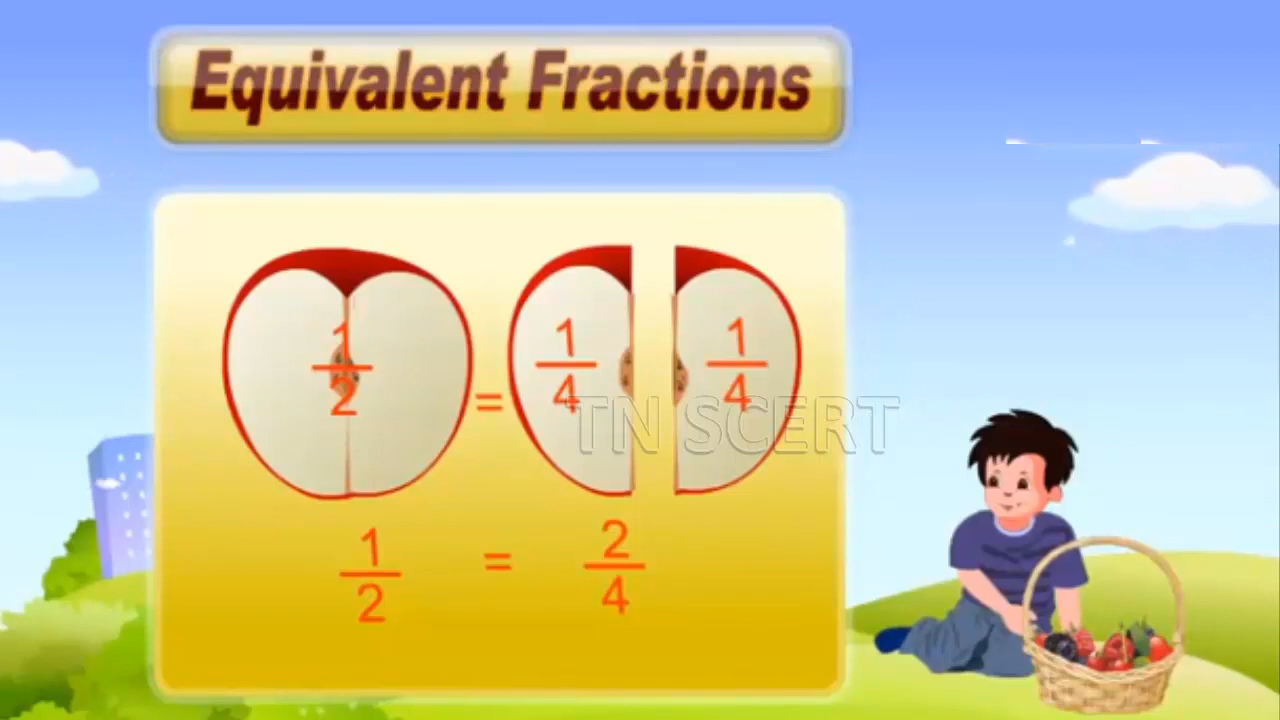 Equivalent Fractions
1/2 = 1/4 1/4
TN SCERT
1/2 = 2/4